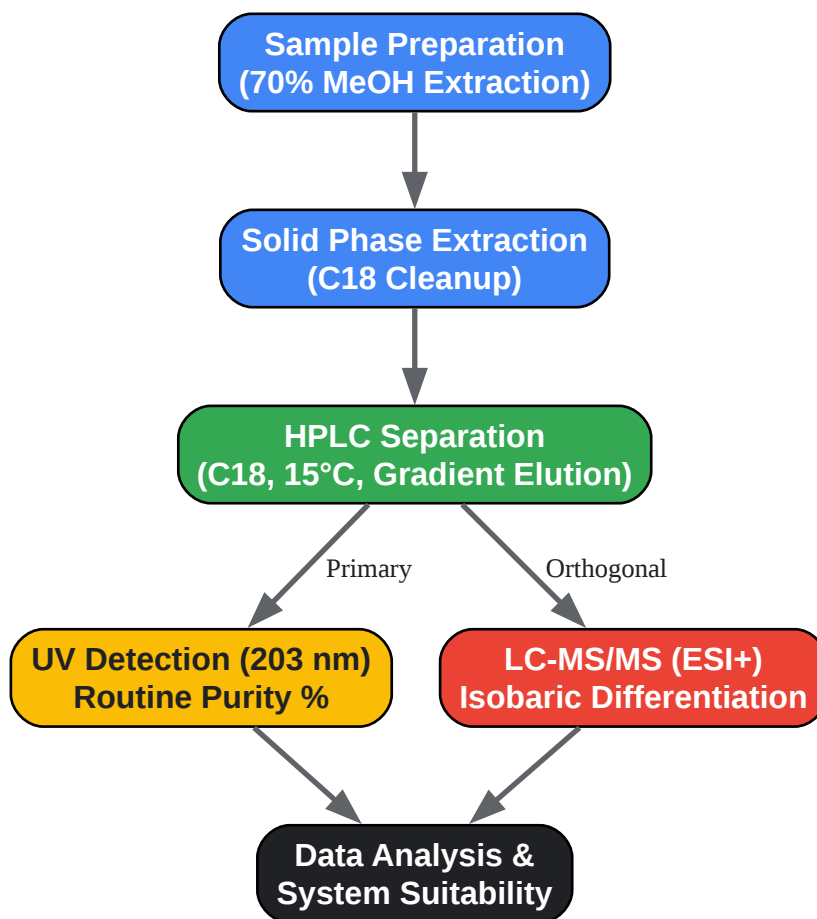 Sample Preparation
(70% MeOH Extraction)
Solid Phase Extraction
(C18 Cleanup)
HPLC Separation
(C18, 15°C, Gradient Elution)
Primary
Orthogonal
UV Detection (203 nm)
Routine Purity %
LC-MS/MS (ESI+)
Isobaric Differentiation
Data Analysis &
System Suitability